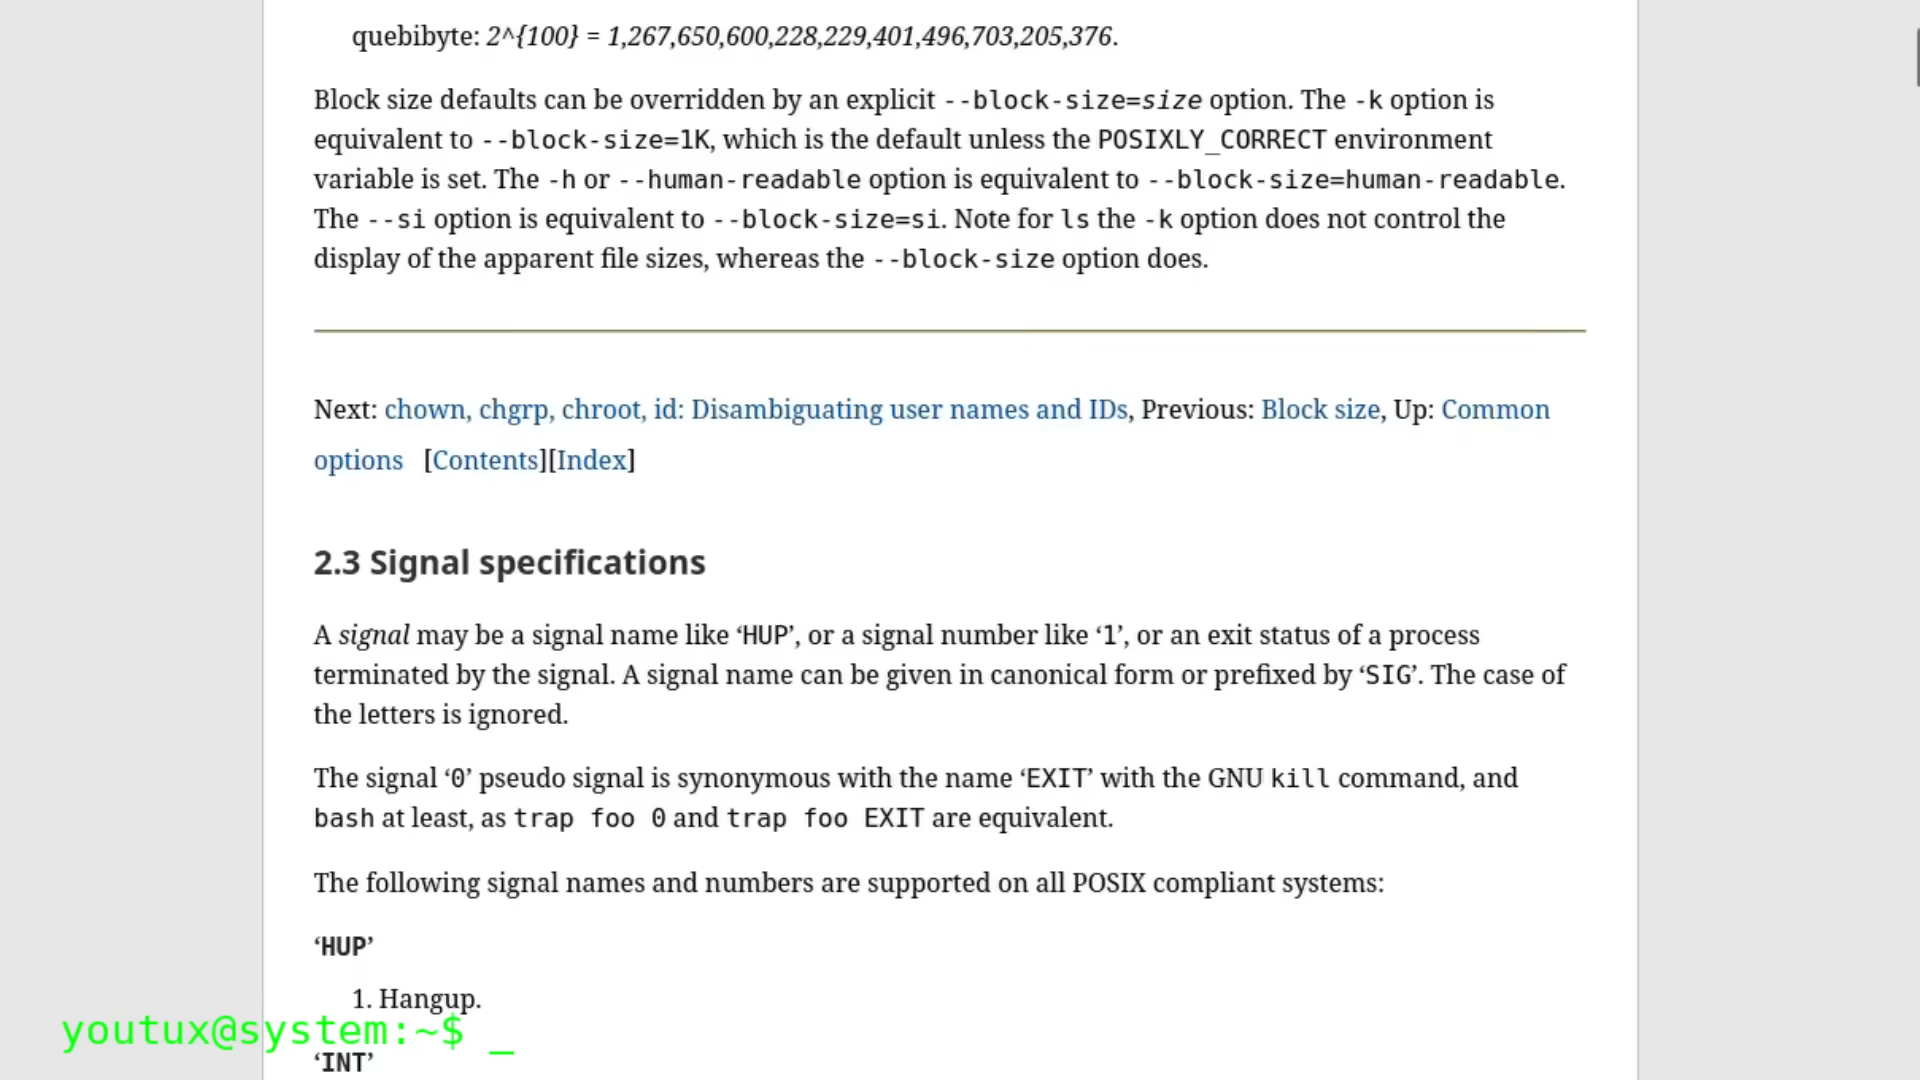 quebibyte: 2^{100} = 1,267,650,600,228,229,401,496,703,205,376.
Block size defaults can be overridden by an explicit --block-size=size option. The -k option is
equivalent to --block-size=1K, which is the default unless the POSIXLY_CORRECT environment
variable is set. The -h or --human-readable option is equivalent to --block-size=human-readable.
The --si option is equivalent to --block-size=si. Note for ls the -k option does not control the
display of the apparent file sizes, whereas the --block-size option does.
Next: chown, chgrp, chroot, id: Disambiguating user names and IDs, Previous: Block size, Up: Common
options [Contents][Index]
2.3 Signal specifications
A signal may be a signal name like ‘HUP’, or a signal number like ‘1’, or an exit status of a process
terminated by the signal. A signal name can be given in canonical form or prefixed by ‘SIG’. The case of
the letters is ignored.
The signal ‘0’ pseudo signal is synonymous with the name ‘EXIT’ with the GNU kill command, and
bash at least, as trap foo 0 and trap foo EXIT are equivalent.
The following signal names and numbers are supported on all POSIX compliant systems:
‘HUP’
1. Hangup.
youtux@system:~$ _
‘INT’